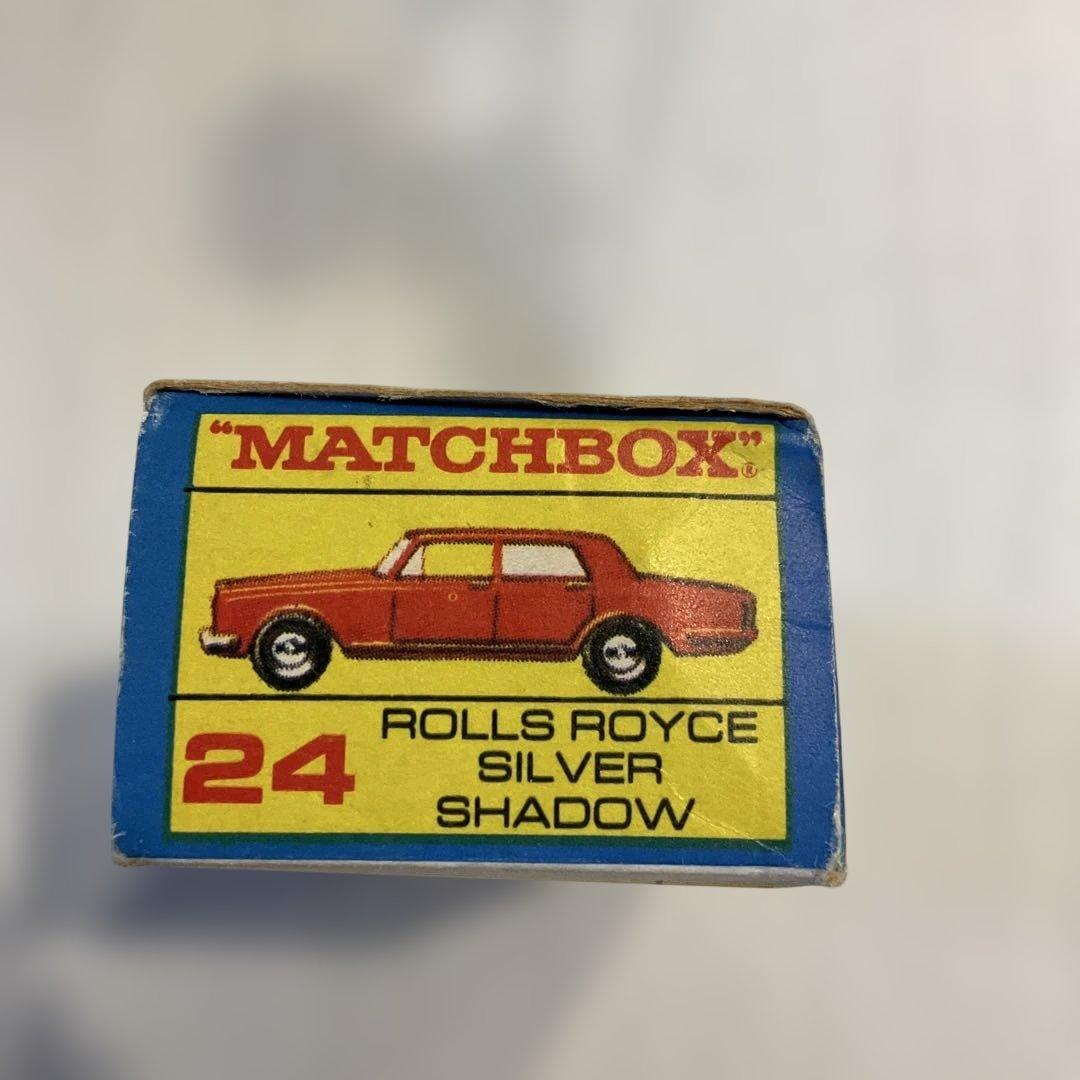 "MATCHBOX"®
24
ROLLS ROYCE
SILVER
SHADOW